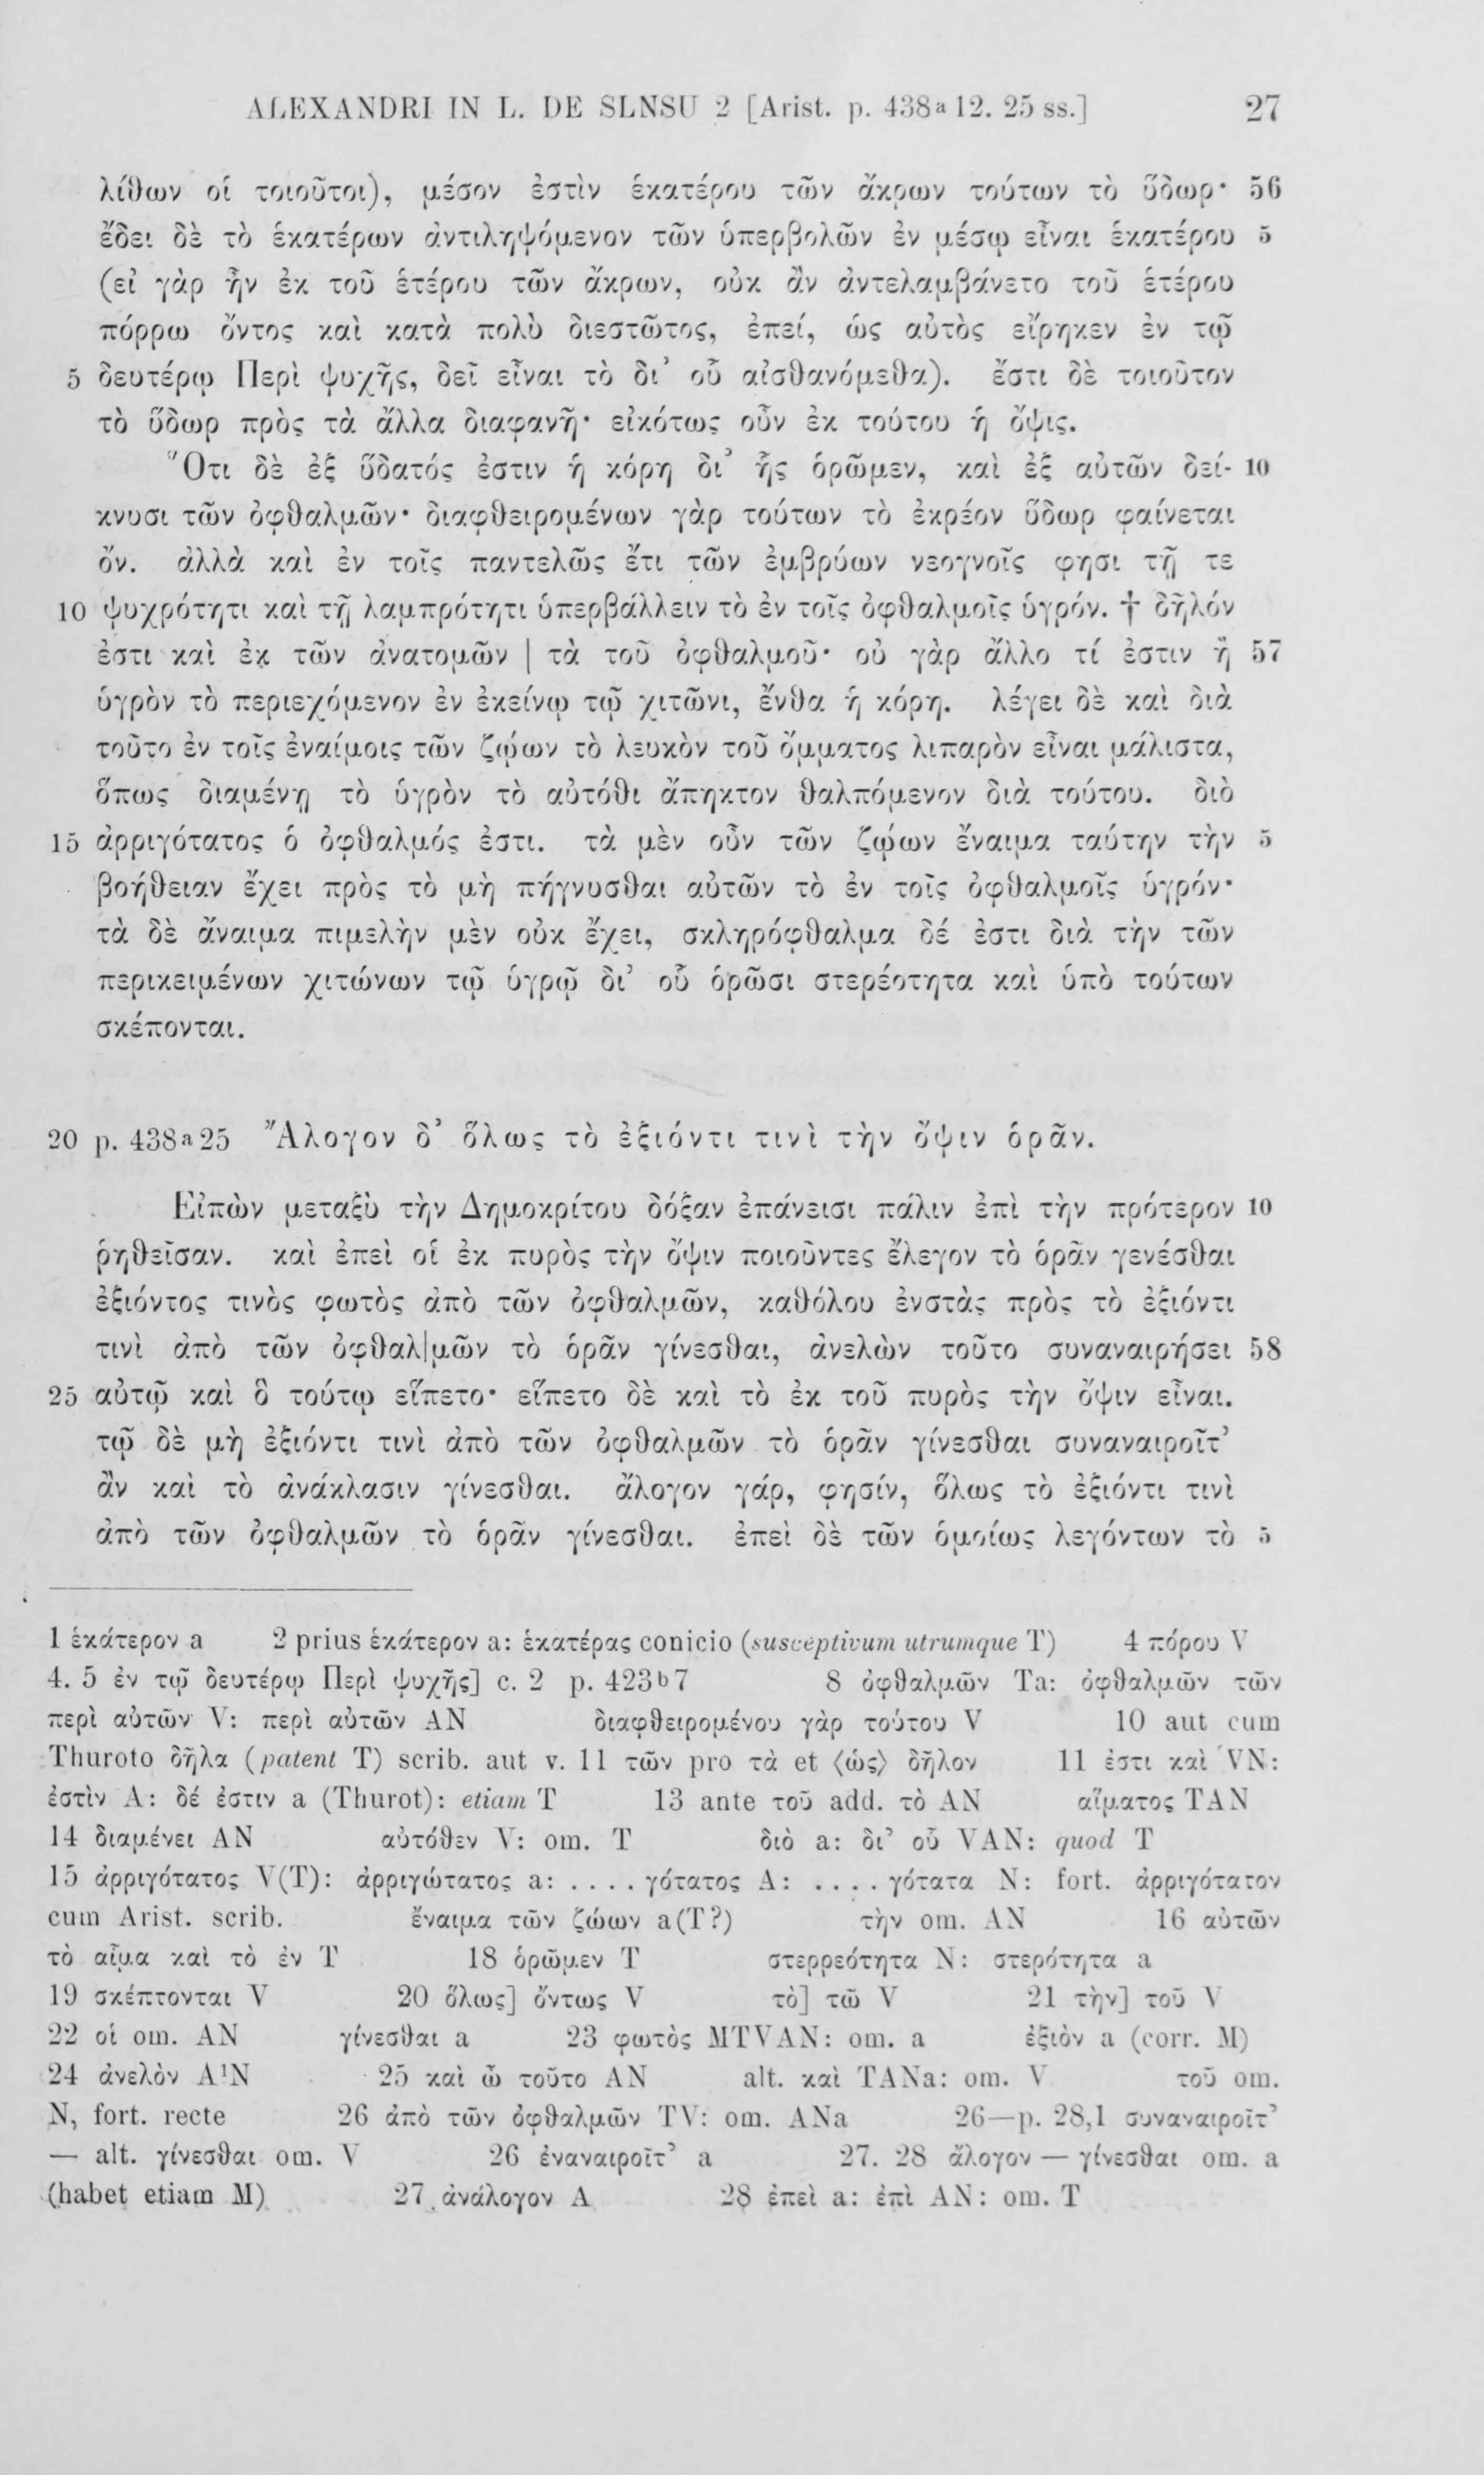 ALEXANDRI IN L. DE SLNSU 2 [Arist. p. 438a 12. 25 ss.] 27
λίθων οἱ τοιοῦτοι), μέσον ἐστὶν ἑκατέρου τῶν ἄκρων τούτων τὸ ὕδωρ· 56
ἔδει δὲ τὸ ἑκατέρων ἀντιληψόμενον τῶν ὑπερβολῶν ἐν μέσῳ εἶναι ἑκατέρου 5
(εἰ γὰρ ἦν ἐκ τοῦ ἑτέρου τῶν ἄκρων, οὐκ ἂν ἀντελαμβάνετο τοῦ ἑτέρου
πόρρω ὄντος καὶ κατὰ πολὺ διεστῶτος, ἐπεί, ὡς αὐτὸς εἴρηκεν ἐν τῷ
5 δευτέρῳ Περὶ ψυχῆς, δεῖ εἶναι τὸ δι’ οὗ αἰσθανόμεθα). ἔστι δὲ τοιοῦτον
τὸ ὕδωρ πρὸς τὰ ἄλλα διαφανῆ· εἰκότως οὖν ἐκ τούτου ἡ ὄψις.
Ὅτι δὲ ἐξ ὕδατός ἐστιν ἡ κόρη δι’ ἧς ὁρῶμεν, καὶ ἐξ αὐτῶν δεί- 10
κνυσι τῶν ὀφθαλμῶν· διαφθειρομένων γὰρ τούτων τὸ ἐκρέον ὕδωρ φαίνεται
ὄν. ἀλλὰ καὶ ἐν τοῖς παντελῶς ἔτι τῶν ἐμβρύων νεογνοῖς φησι τῇ τε
10 ψυχρότητι καὶ τῇ λαμπρότητι ὑπερβάλλειν τὸ ἐν τοῖς ὀφθαλμοῖς ὑγρόν. † δῆλόν
ἐστι καὶ ἐκ τῶν ἀνατομῶν | τὰ τοῦ ὀφθαλμοῦ· οὐ γὰρ ἄλλο τί ἐστιν ἢ 57
ὑγρὸν τὸ περιεχόμενον ἐν ἐκείνῳ τῷ χιτῶνι, ἔνθα ἡ κόρη. λέγει δὲ καὶ διὰ
τοῦτο ἐν τοῖς ἐναίμοις τῶν ζῴων τὸ λευκὸν τοῦ ὄμματος λιπαρὸν εἶναι μάλιστα,
ὅπως διαμένῃ τὸ ὑγρὸν τὸ αὐτόθι ἄπηκτον θαλπόμενον διὰ τούτου. διὸ
15 ἀρριγότατος ὁ ὀφθαλμός ἐστι. τὰ μὲν οὖν τῶν ζῴων ἔναιμα ταύτην τὴν 5
βοήθειαν ἔχει πρὸς τὸ μὴ πήγνυσθαι αὐτῶν τὸ ἐν τοῖς ὀφθαλμοῖς ὑγρόν·
τὰ δὲ ἄναιμα πιμελὴν μὲν οὐκ ἔχει, σκληρόφθαλμα δέ ἐστι διὰ τὴν τῶν
περικειμένων χιτώνων τῷ ὑγρῷ δι’ οὗ ὁρῶσι στερέοτητα καὶ ὑπὸ τούτων
σκέπονται.
20 p. 438a25 Ἄλογον δ’ ὅλως τὸ ἐξιόντι τινὶ τὴν ὄψιν ὁρᾶν.
Εἰπὼν μεταξὺ τὴν Δημοκρίτου δόξαν ἐπάνεισι πάλιν ἐπὶ τὴν πρότερον 10
ῥηθεῖσαν. καὶ ἐπεὶ οἱ ἐκ πυρὸς τὴν ὄψιν ποιοῦντες ἔλεγον τὸ ὁρᾶν γενέσθαι
ἐξιόντος τινὸς φωτὸς ἀπὸ τῶν ὀφθαλμῶν, καθόλου ἐνστὰς πρὸς τὸ ἐξιόντι
τινὶ ἀπὸ τῶν ὀφθαλ|μῶν τὸ ὁρᾶν γίνεσθαι, ἀνελὼν τοῦτο συναναιρήσει 58
25 αὐτῷ καὶ ὃ τούτῳ εἵπετο· εἵπετο δὲ καὶ τὸ ἐκ τοῦ πυρὸς τὴν ὄψιν εἶναι.
τῷ δὲ μὴ ἐξιόντι τινὶ ἀπὸ τῶν ὀφθαλμῶν τὸ ὁρᾶν γίνεσθαι συναναιροῖτ’
ἂν καὶ τὸ ἀνάκλασιν γίνεσθαι. ἄλογον γάρ, φησίν, ὅλως τὸ ἐξιόντι τινὶ
ἀπὸ τῶν ὀφθαλμῶν τὸ ὁρᾶν γίνεσθαι. ἐπεὶ δὲ τῶν ὁμοίως λεγόντων τὸ 5
1 ἑκάτερον a 2 prius ἑκάτερον a: ἑκατέρας conicio (susceptivum utrumque T) 4 πόρου V
4. 5 ἐν τῷ δευτέρῳ Περὶ ψυχῆς] c. 2 p. 423b7 8 ὀφθαλμῶν Ta: ὀφθαλμῶν τῶν
περὶ αὐτῶν V: περὶ αὐτῶν AN διαφθειρομένου γὰρ τούτου V 10 aut cum
Thuroto δῆλα (patent T) scrib. aut v. 11 τῶν pro τὰ et ⟨ὡς⟩ δῆλον 11 ἐστι καὶ VN:
ἐστὶν A: δέ ἐστιν a (Thurot): etiam T 13 ante τοῦ add. τὸ AN αἵματος TAN
14 διαμένει AN αὐτόθεν V: om. T διὸ a: δι’ οὗ VAN: quod T
15 ἀρριγότατος V(T): ἀρριγώτατος a: . . . . γότατος A: . . . . γότατα N: fort. ἀρριγότατον
cum Arist. scrib. ἔναιμα τῶν ζώων a(T?) τὴν om. AN 16 αὐτῶν
τὸ αἷμα καὶ τὸ ἐν T 18 ὁρῶμεν T στερρεότητα N: στερότητα a
19 σκέπτονται V 20 ὅλως] ὄντως V τὸ] τῶ V 21 τὴν] τοῦ V
22 οἱ om. AN γίνεσθαι a 23 φωτὸς MTVAN: om. a ἐξιὸν a (corr. M)
24 ἀνελὸν A¹N 25 καὶ ὦ τοῦτο AN alt. καὶ TANa: om. V τοῦ om.
N, fort. recte 26 ἀπὸ τῶν ὀφθαλμῶν TV: om. ANa 26—p. 28,1 συναναιροῖτ’
— alt. γίνεσθαι om. V 26 ἐναναιροῖτ’ a 27. 28 ἄλογον — γίνεσθαι om. a
(habet etiam M) 27 ἀνάλογον A 28 ἐπεὶ a: ἐπὶ AN: om. T